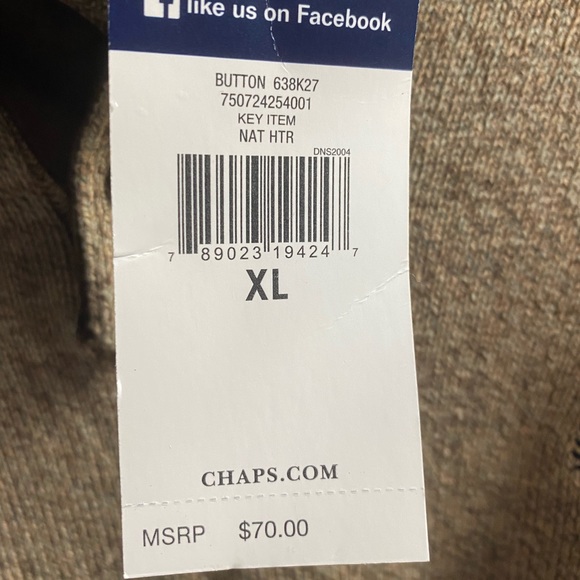 like us on Facebook
BUTTON 638K27
750724254001
KEY ITEM
NAT HTR
DNS2004
7 89023 19424 7
XL
CHAPS.COM
MSRP $70.00